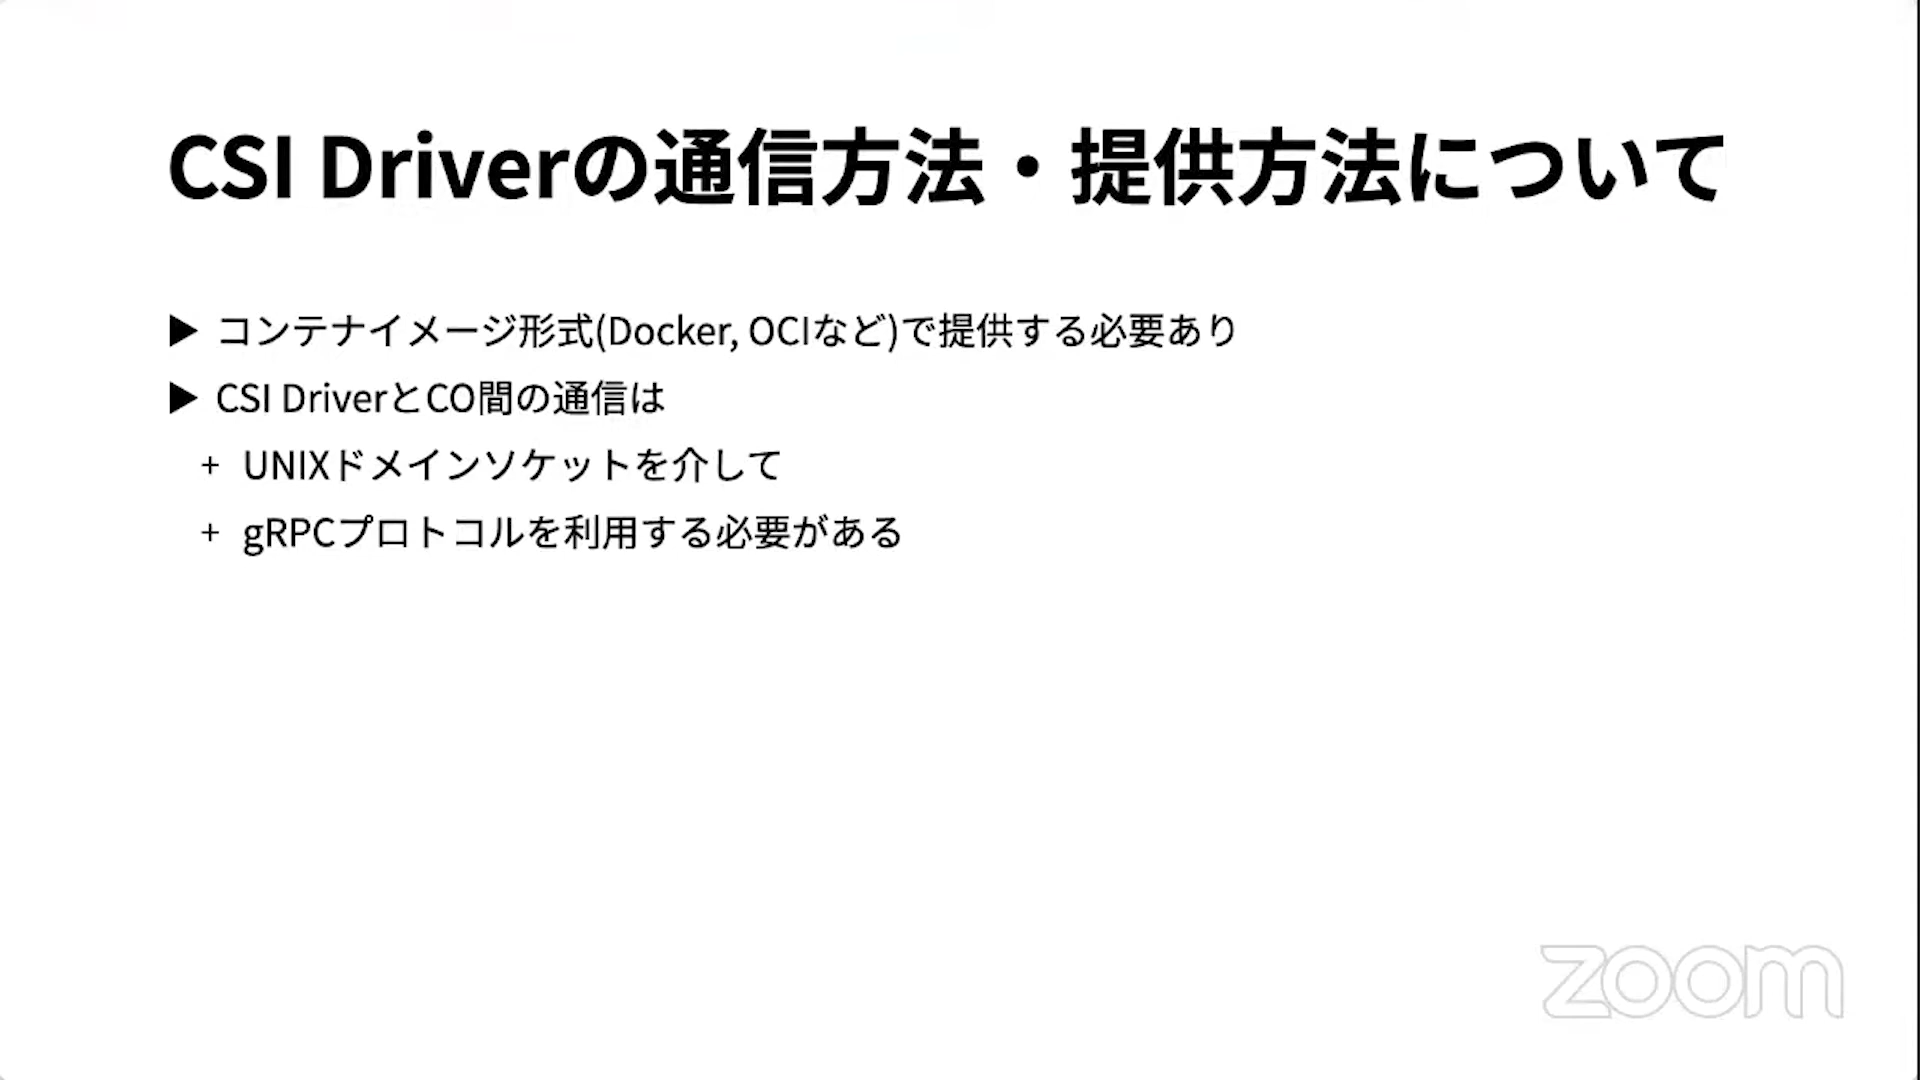 CSI Driverの通信方法・提供方法について
▶ コンテナイメージ形式(Docker, OCIなど)で提供する必要あり
▶ CSI DriverとCO間の通信は
+ UNIXドメインソケットを介して
+ gRPCプロトコルを利用する必要がある
zoom